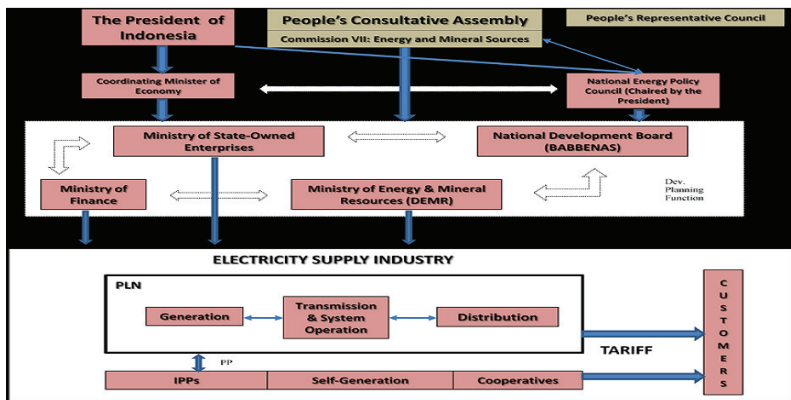 The President of
Indonesia
People's Consultative Assembly
Commission VII: Energy and Mineral Sources
People's Representative Council
Coordinating Minister of
Economy
National Energy Policy
Council (Chaired by the
President)
Ministry of State-Owned
Enterprises
National Development Board
(BABBENAS)
Ministry of
Finance
Ministry of Energy & Mineral
Resources (DEMR)
Dev.
Planning
Function
ELECTRICITY SUPPLY INDUSTRY
PLN
Generation
Transmission
& System
Operation
Distribution
TARIFF
PP
IPPs
Self-Generation
Cooperatives
C
U
S
T
O
M
E
R
S